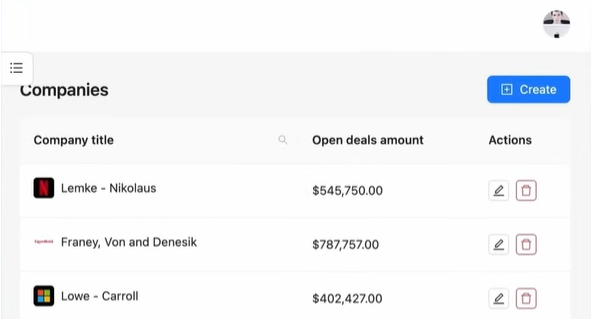 Companies
Create
Company title Open deals amount Actions
Lemke - Nikolaus $545,750.00
Franey, Von and Denesik $787,757.00
Lowe - Carroll $402,427.00